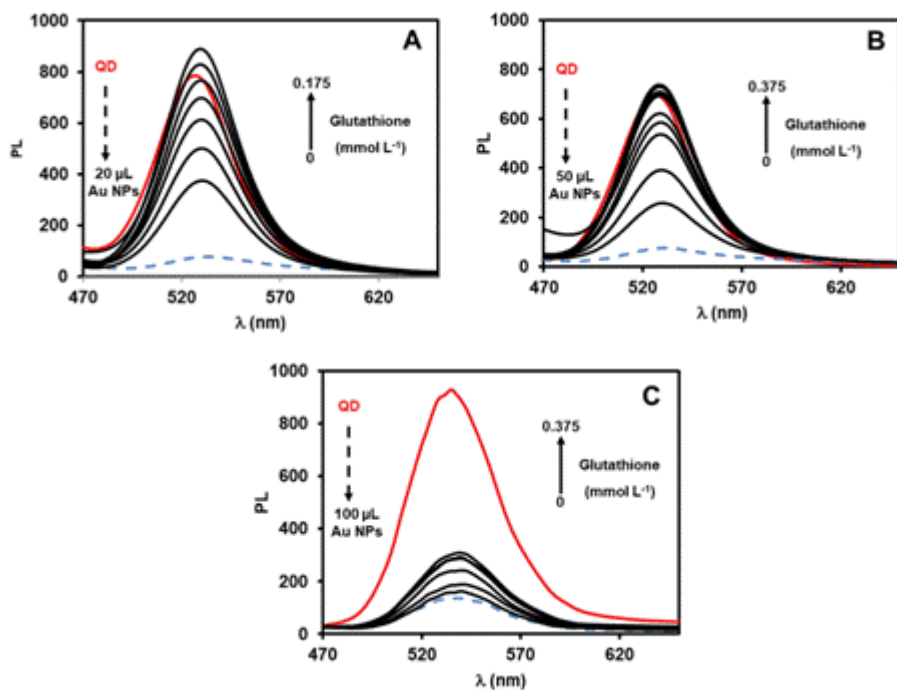 A
1000
800
600
400
200
0
PL
QD
20 µL
Au NPs
0.175
Glutathione
(mmol L-1)
0
470
520
570
620
λ (nm)
B
1000
800
600
400
200
0
PL
QD
50 µL
Au NPs
0.375
Glutathione
(mmol L-1)
0
470
520
570
620
λ (nm)
C
1000
800
600
400
200
0
PL
QD
100 µL
Au NPs
0.375
Glutathione
(mmol L-1)
0
470
520
570
620
λ (nm)